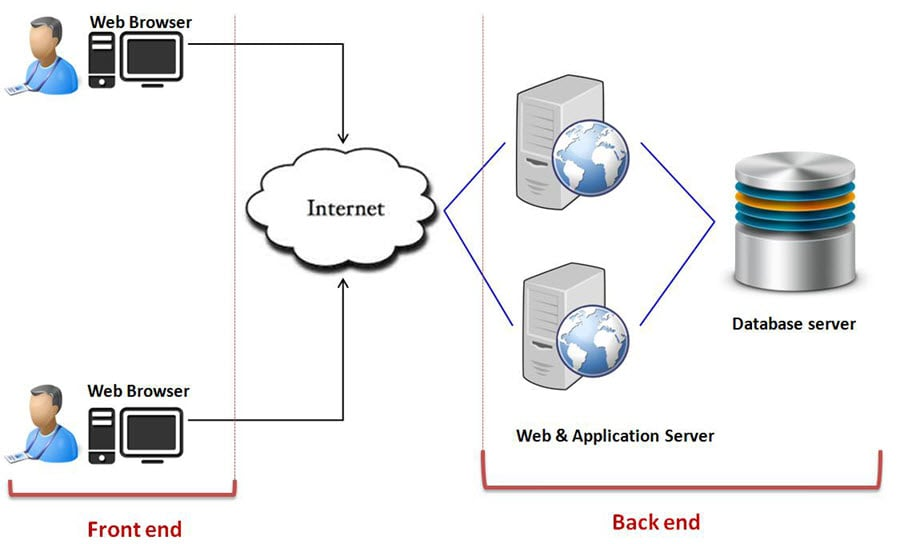 Web Browser
Internet
Web Browser
Database server
Web & Application Server
Front end
Back end